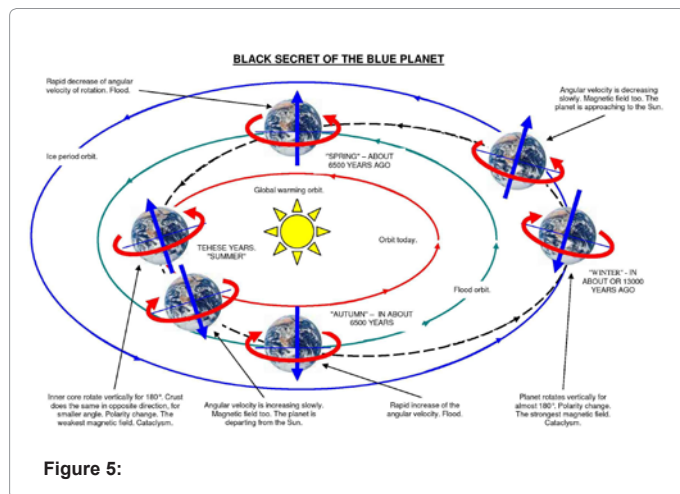 BLACK SECRET OF THE BLUE PLANET
Rapid decrease of angular
velocity of rotation. Flood.
Angular velocity is decreasing
slowly. Magnetic field too. The
planet is approaching to the Sun.
Ice period orbit.
"SPRING" – ABOUT
6500 YEARS AGO
Global warming orbit.
TEHESE YEARS.
"SUMMER"
Orbit today.
"WINTER" - IN
ABOUT OR 13000
YEARS AGO
Flood orbit.
"AUTUMN" – IN ABOUT
6500 YEARS
Inner core rotate vertically for 180°. Crust
does the same in opposite direction, for
smaller angle. Polarity change. The
weakest magnetic field. Cataclysm.
Angular velocity is increasing slowly.
Magnetic field too. The planet is
departing from the Sun.
Rapid increase of the
angular velocity. Flood.
Planet rotates vertically for
almost 180°. Polarity change.
The strongest magnetic field.
Cataclysm.
Figure 5: